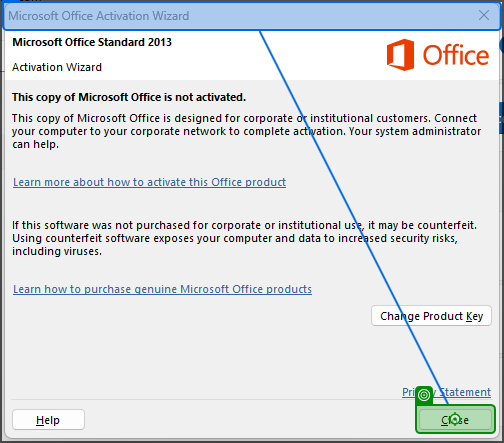 Microsoft Office Activation Wizard
Microsoft Office Standard 2013
Activation Wizard
Office
This copy of Microsoft Office is not activated.
This copy of Microsoft Office is designed for corporate or institutional customers. Connect
your computer to your corporate network to complete activation. Your system administrator
can help.
Learn more about how to activate this Office product
If this software was not purchased for corporate or institutional use, it may be counterfeit.
Using counterfeit software exposes your computer and data to increased security risks,
including viruses.
Learn how to purchase genuine Microsoft Office products
Change Product Key
Privacy Statement
Help
Close